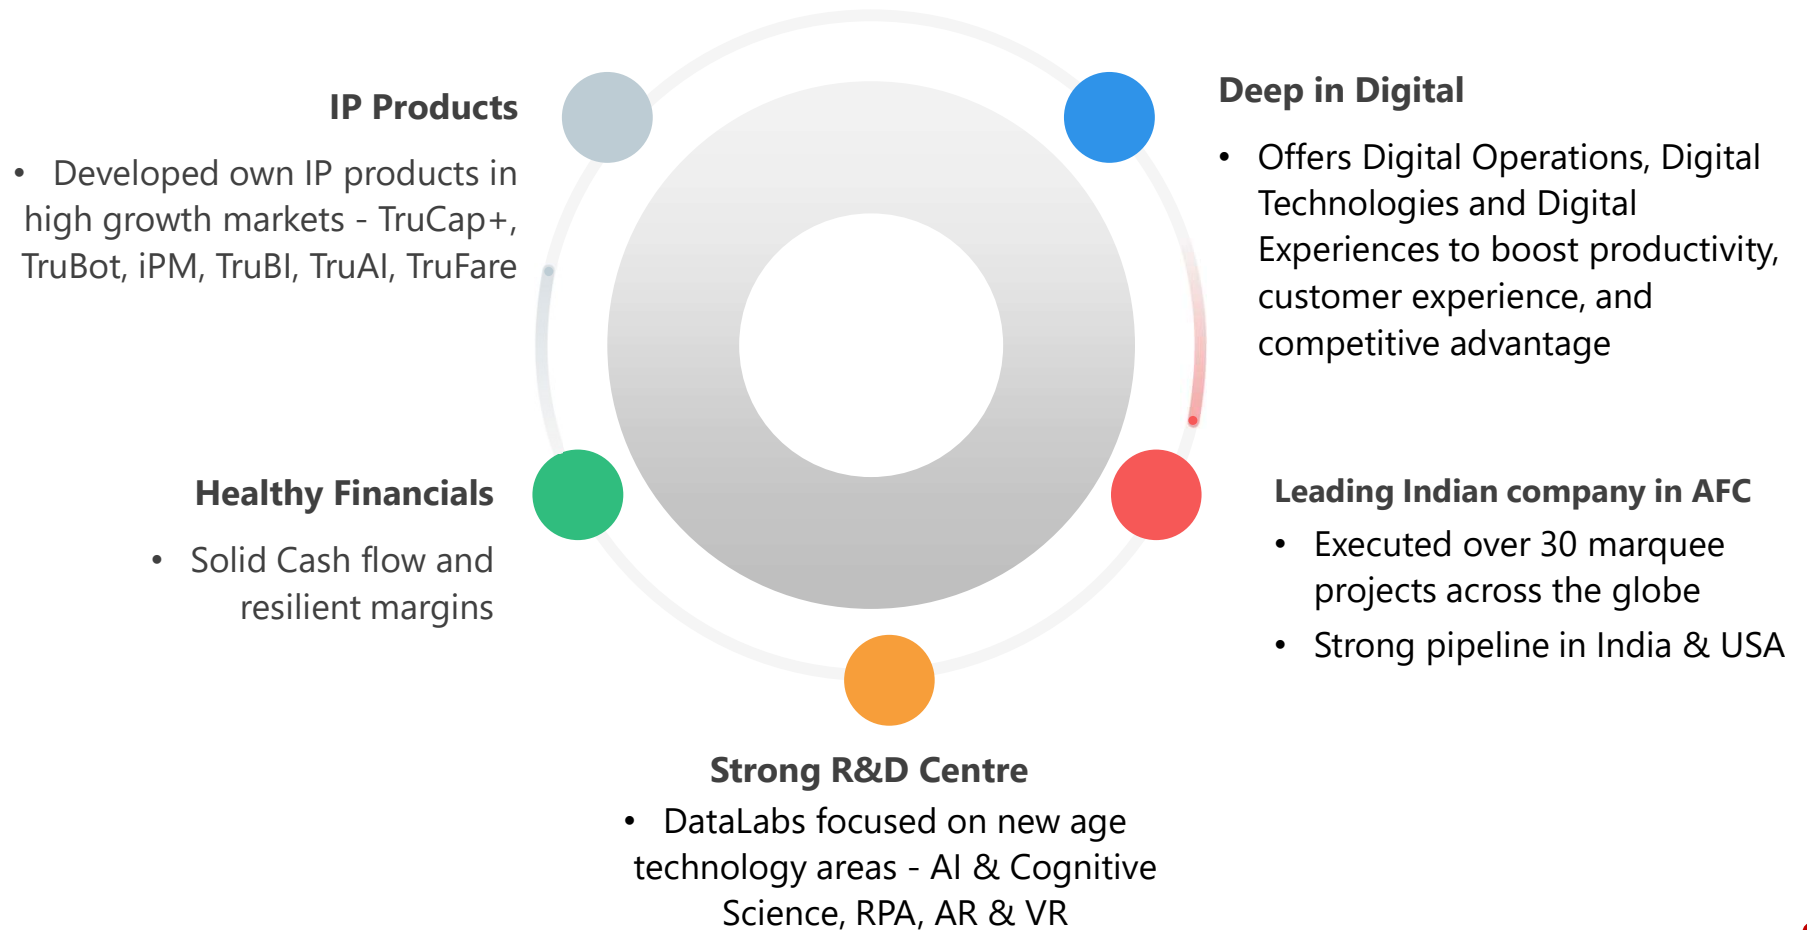 IP Products
• Developed own IP products in
high growth markets - TruCap+,
TruBot, iPM, TruBI, TruAI, TruFare
Deep in Digital
• Offers Digital Operations, Digital
Technologies and Digital
Experiences to boost productivity,
customer experience, and
competitive advantage
Healthy Financials
• Solid Cash flow and
resilient margins
Leading Indian company in AFC
• Executed over 30 marquee
projects across the globe
• Strong pipeline in India & USA
Strong R&D Centre
• DataLabs focused on new age
technology areas - AI & Cognitive
Science, RPA, AR & VR